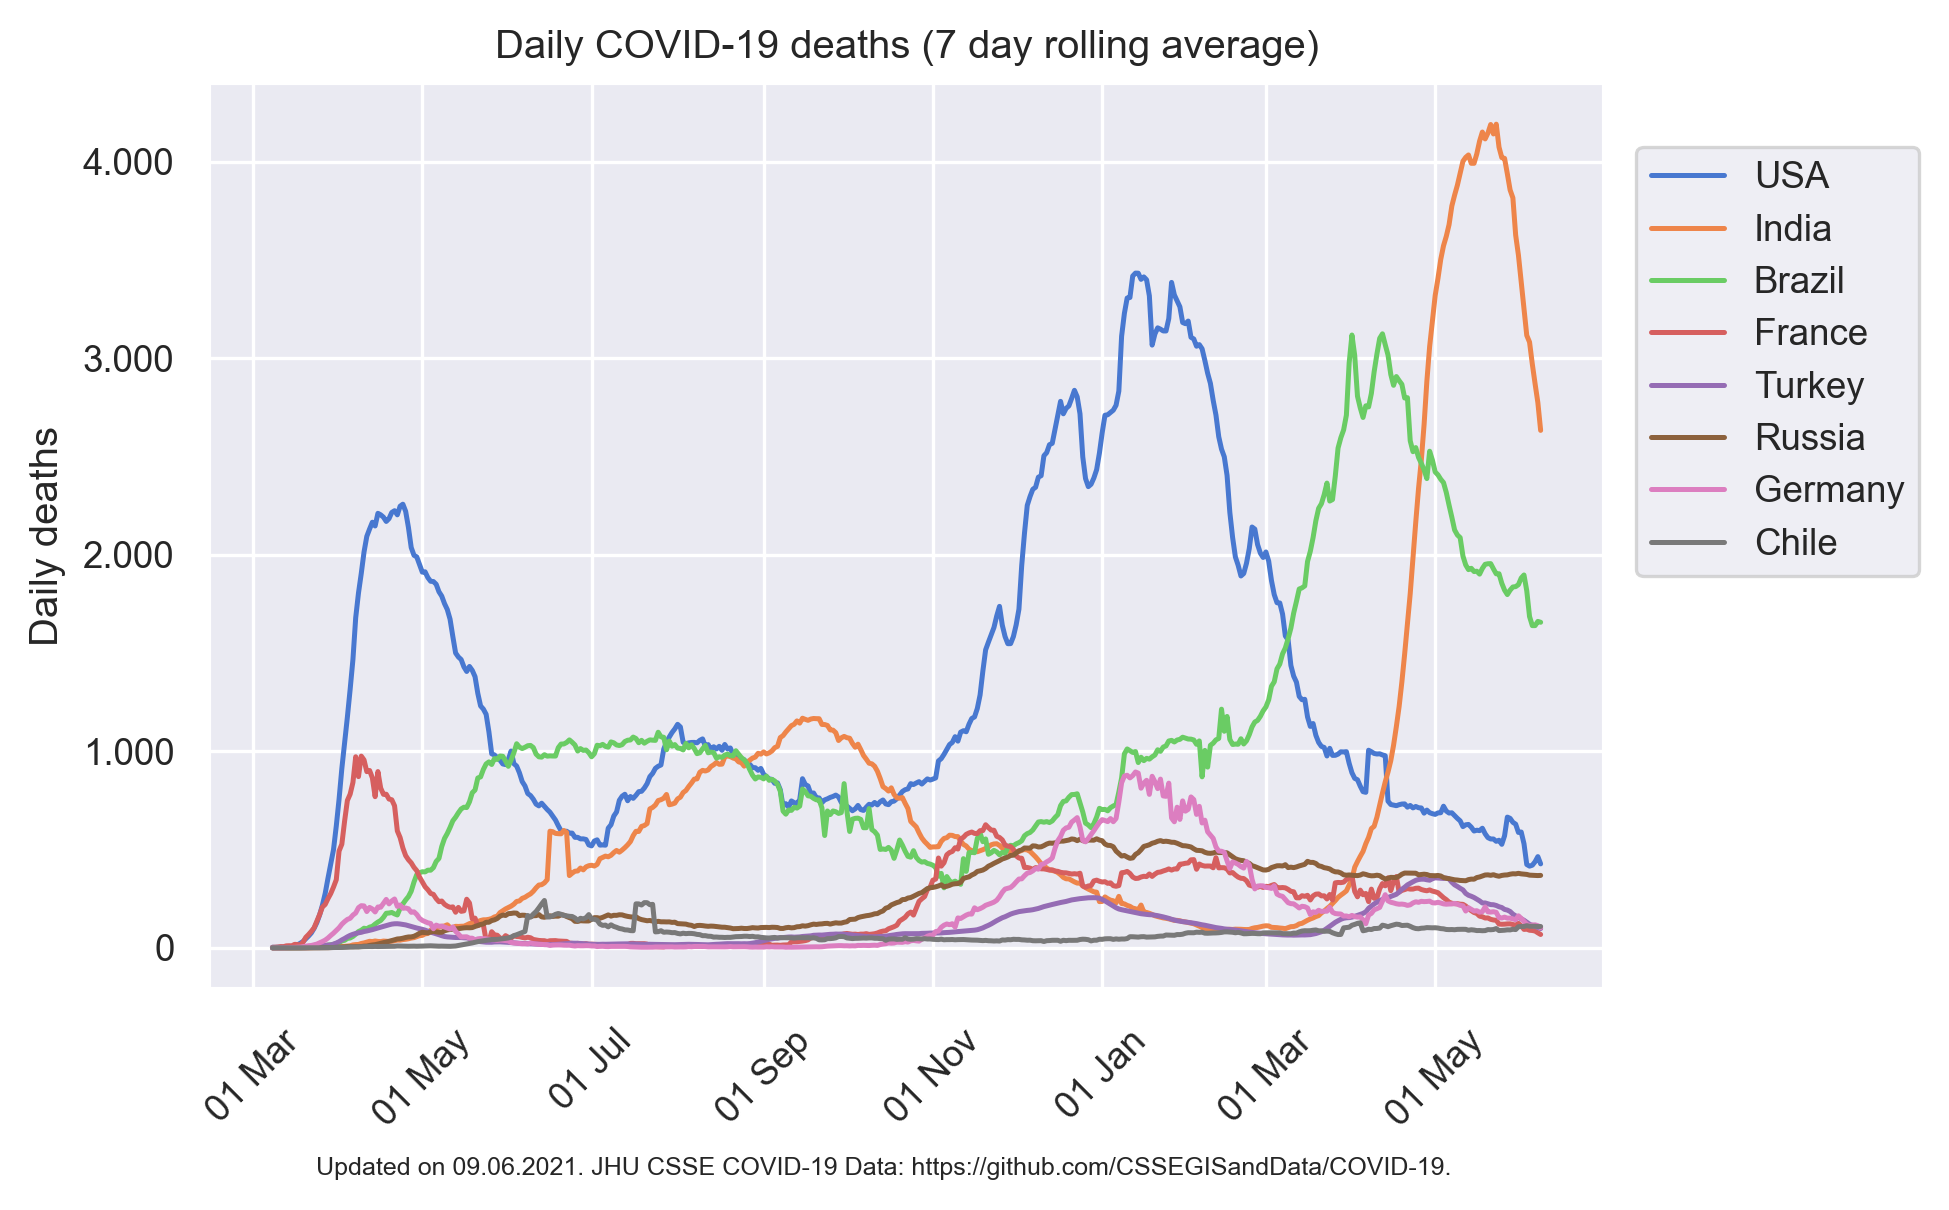 Daily COVID-19 deaths (7 day rolling average)
Daily deaths
4.000
3.000
2.000
1.000
0
01 Mar
01 May
01 Jul
01 Sep
01 Nov
01 Jan
01 Mar
01 May
USA
India
Brazil
France
Turkey
Russia
Germany
Chile
Updated on 09.06.2021. JHU CSSE COVID-19 Data: https://github.com/CSSEGISandData/COVID-19.